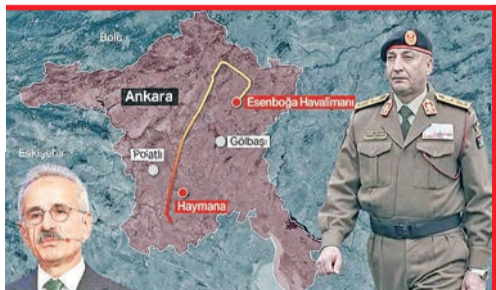 Bolu
Ankara
Esenboğa Havalimanı
Gölbaşı
Eskişehir
Polatlı
Haymana